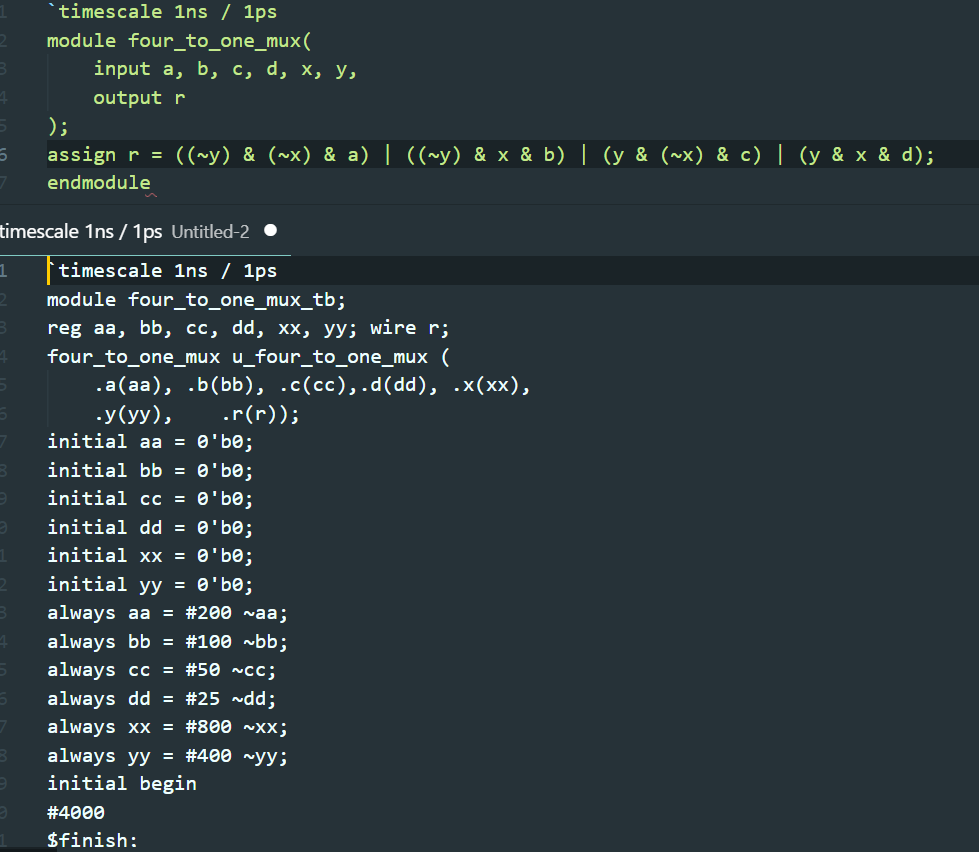 `timescale 1ns / 1ps
module four_to_one_mux(
    input a, b, c, d, x, y,
    output r
);
assign r = ((~y) & (~x) & a) | ((~y) & x & b) | (y & (~x) & c) | (y & x & d);
endmodule
timescale 1ns / 1ps Untitled-2
`timescale 1ns / 1ps
module four_to_one_mux_tb;
reg aa, bb, cc, dd, xx, yy; wire r;
four_to_one_mux u_four_to_one_mux (
    .a(aa), .b(bb), .c(cc),.d(dd), .x(xx),
    .y(yy),    .r(r));
initial aa = 0'b0;
initial bb = 0'b0;
initial cc = 0'b0;
initial dd = 0'b0;
initial xx = 0'b0;
initial yy = 0'b0;
always aa = #200 ~aa;
always bb = #100 ~bb;
always cc = #50 ~cc;
always dd = #25 ~dd;
always xx = #800 ~xx;
always yy = #400 ~yy;
initial begin
#4000
$finish;